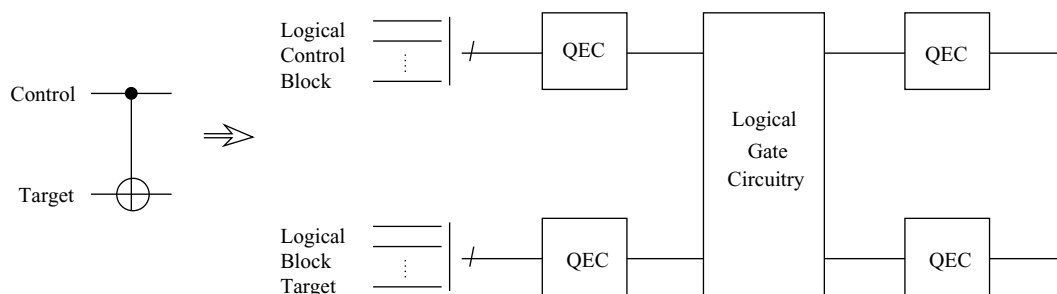 Control
Target
Logical
Control
Block
QEC
Logical
Gate
Circuitry
QEC
Logical
Block
Target
QEC
QEC